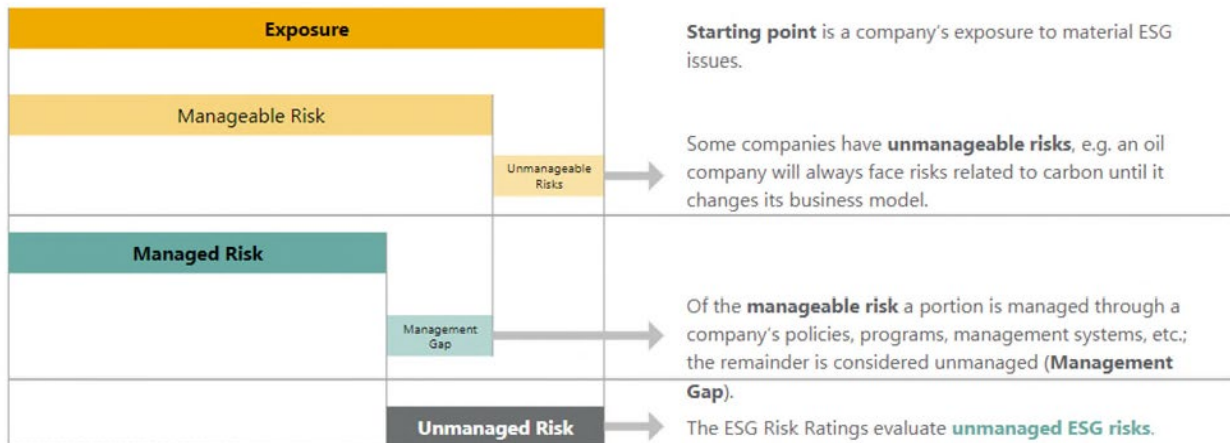 Exposure
Starting point is a company's exposure to material ESG
issues.
Manageable Risk
Unmanageable
Risks
Some companies have unmanageable risks, e.g. an oil
company will always face risks related to carbon until it
changes its business model.
Managed Risk
Management
Gap
Of the manageable risk a portion is managed through a
company's policies, programs, management systems, etc.;
the remainder is considered unmanaged (Management
Gap).
Unmanaged Risk
The ESG Risk Ratings evaluate unmanaged ESG risks.